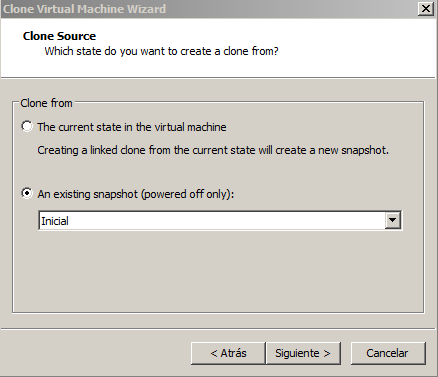 Clone Virtual Machine Wizard
Clone Source
Which state do you want to create a clone from?
Clone from
The current state in the virtual machine
Creating a linked clone from the current state will create a new snapshot.
An existing snapshot (powered off only):
Inicial
< Atrás
Siguiente >
Cancelar